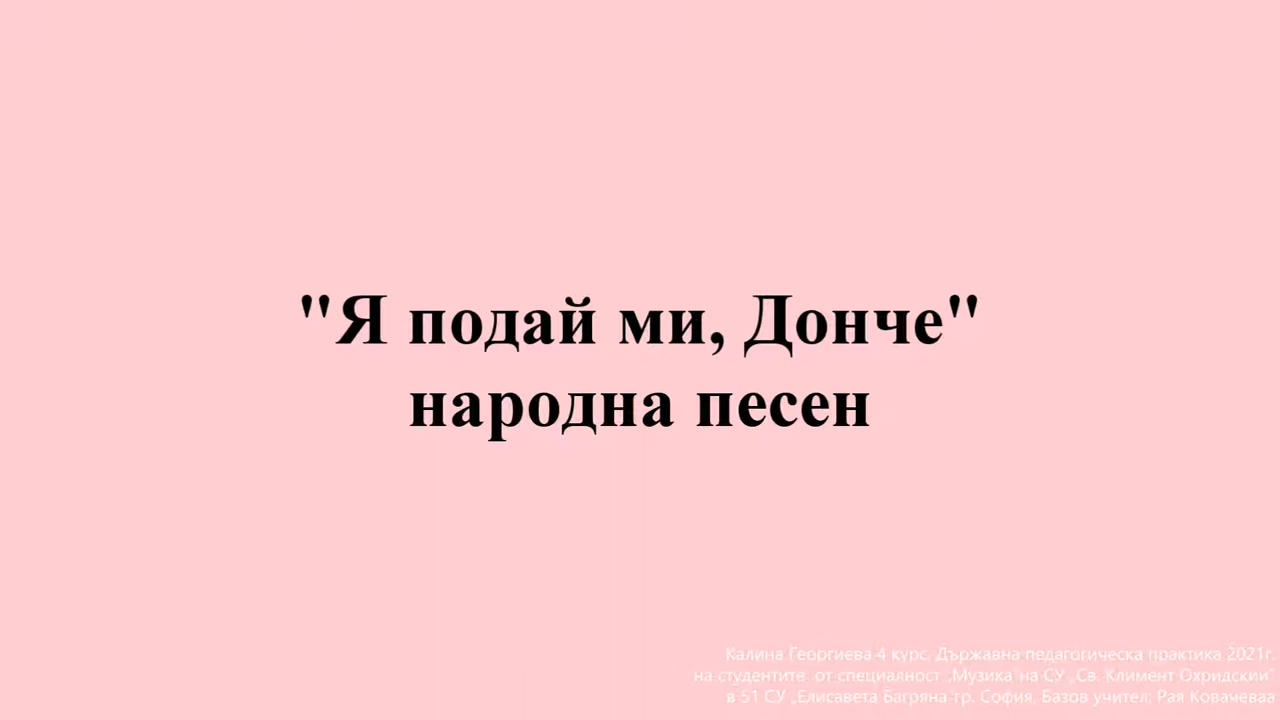 "Я подай ми, Донче"
народна песен
Калина Георгиева 4 курс, Държавна педагогическа практика 2021г.
на студентите от специалност „Музика"на СУ „Св. Климент Охридскии"
в 51 СУ „Елисавета Багряна"гр. София, Базов учител: Рая Ковачеваа